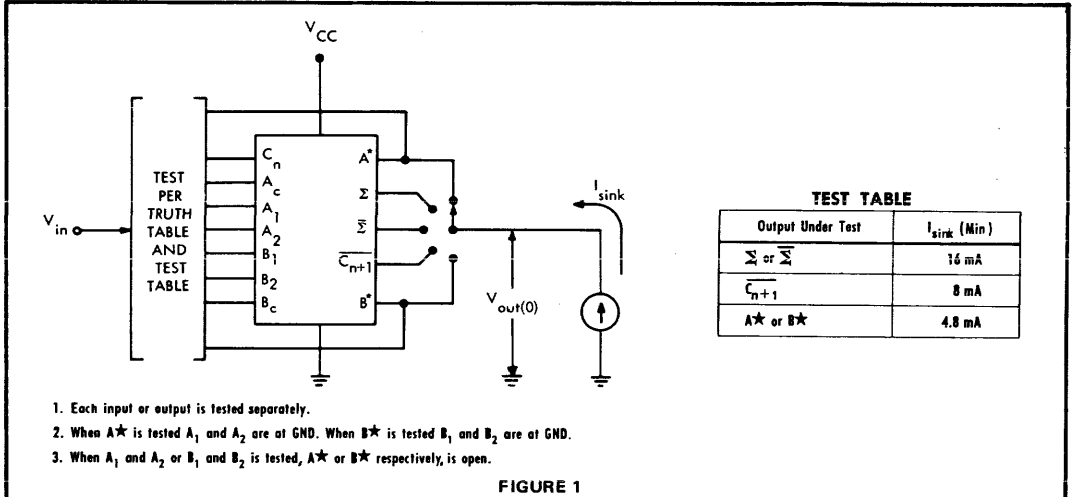 V_CC
TEST
PER
TRUTH
TABLE
AND
TEST
TABLE
V_in
C_n
A_c
A_1
A_2
B_1
B_2
B_c
A*
Σ
Σ̅
C̅_n̅+̅1̅
B*
I_sink
V_out(0)
TEST TABLE
Output Under Test I_sink (Min)
Σ or Σ̅ 16 mA
C̅_n̅+̅1̅ 8 mA
A★ or B★ 4.8 mA
1. Each input or output is tested separately.
2. When A★ is tested A_1 and A_2 are at GND. When B★ is tested B_1 and B_2 are at GND.
3. When A_1 and A_2 or B_1 and B_2 is tested, A★ or B★ respectively, is open.
FIGURE 1